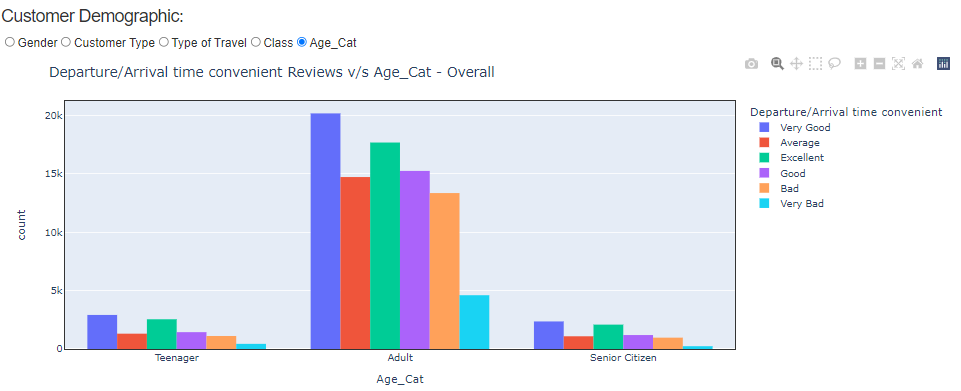 Customer Demographic:
Gender Customer Type Type of Travel Class Age_Cat
Departure/Arrival time convenient Reviews v/s Age_Cat - Overall
Departure/Arrival time convenient
Very Good
Average
Excellent
Good
Bad
Very Bad
20k
15k
10k
5k
0
count
Teenager Adult Senior Citizen
Age_Cat